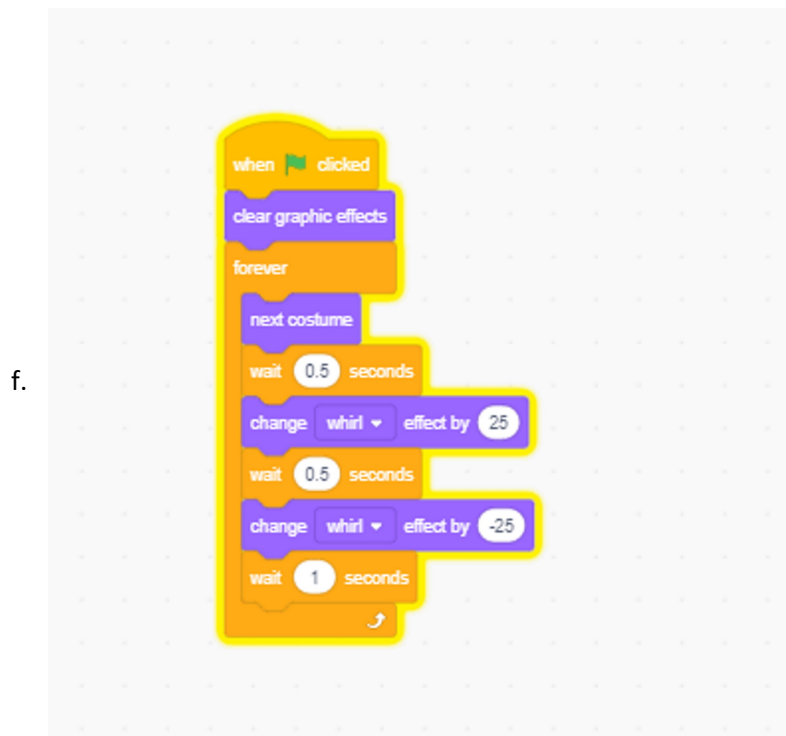 when clicked
clear graphic effects
forever
next costume
wait 0.5 seconds
f.
change whirl effect by 25
wait 0.5 seconds
change whirl effect by -25
wait 1 seconds